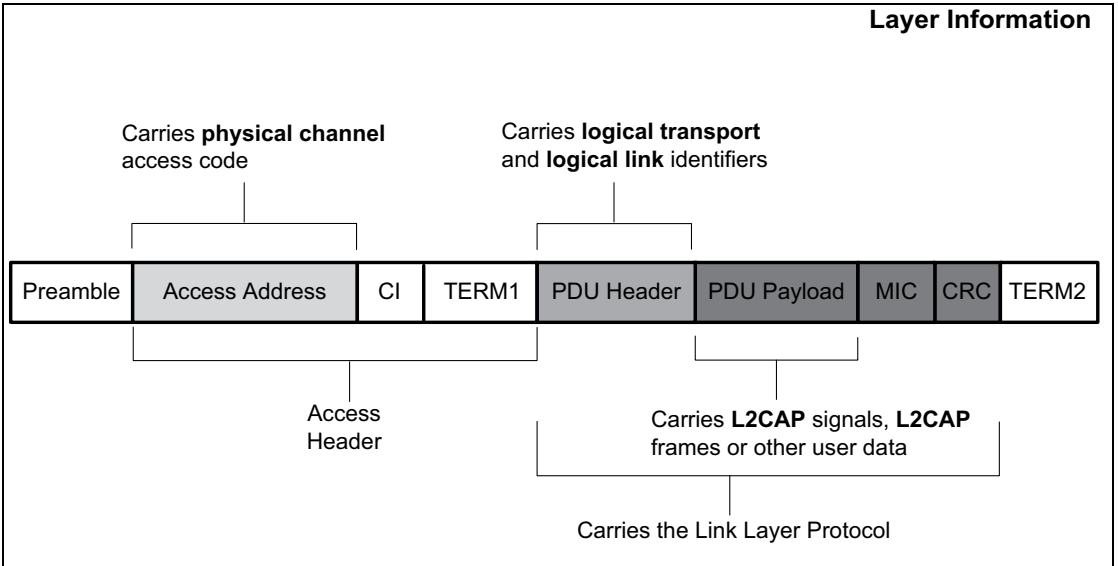 Layer Information
Carries physical channel
access code
Carries logical transport
and logical link identifiers
Preamble Access Address CI TERM1 PDU Header PDU Payload MIC CRC TERM2
Access
Header
Carries L2CAP signals, L2CAP
frames or other user data
Carries the Link Layer Protocol